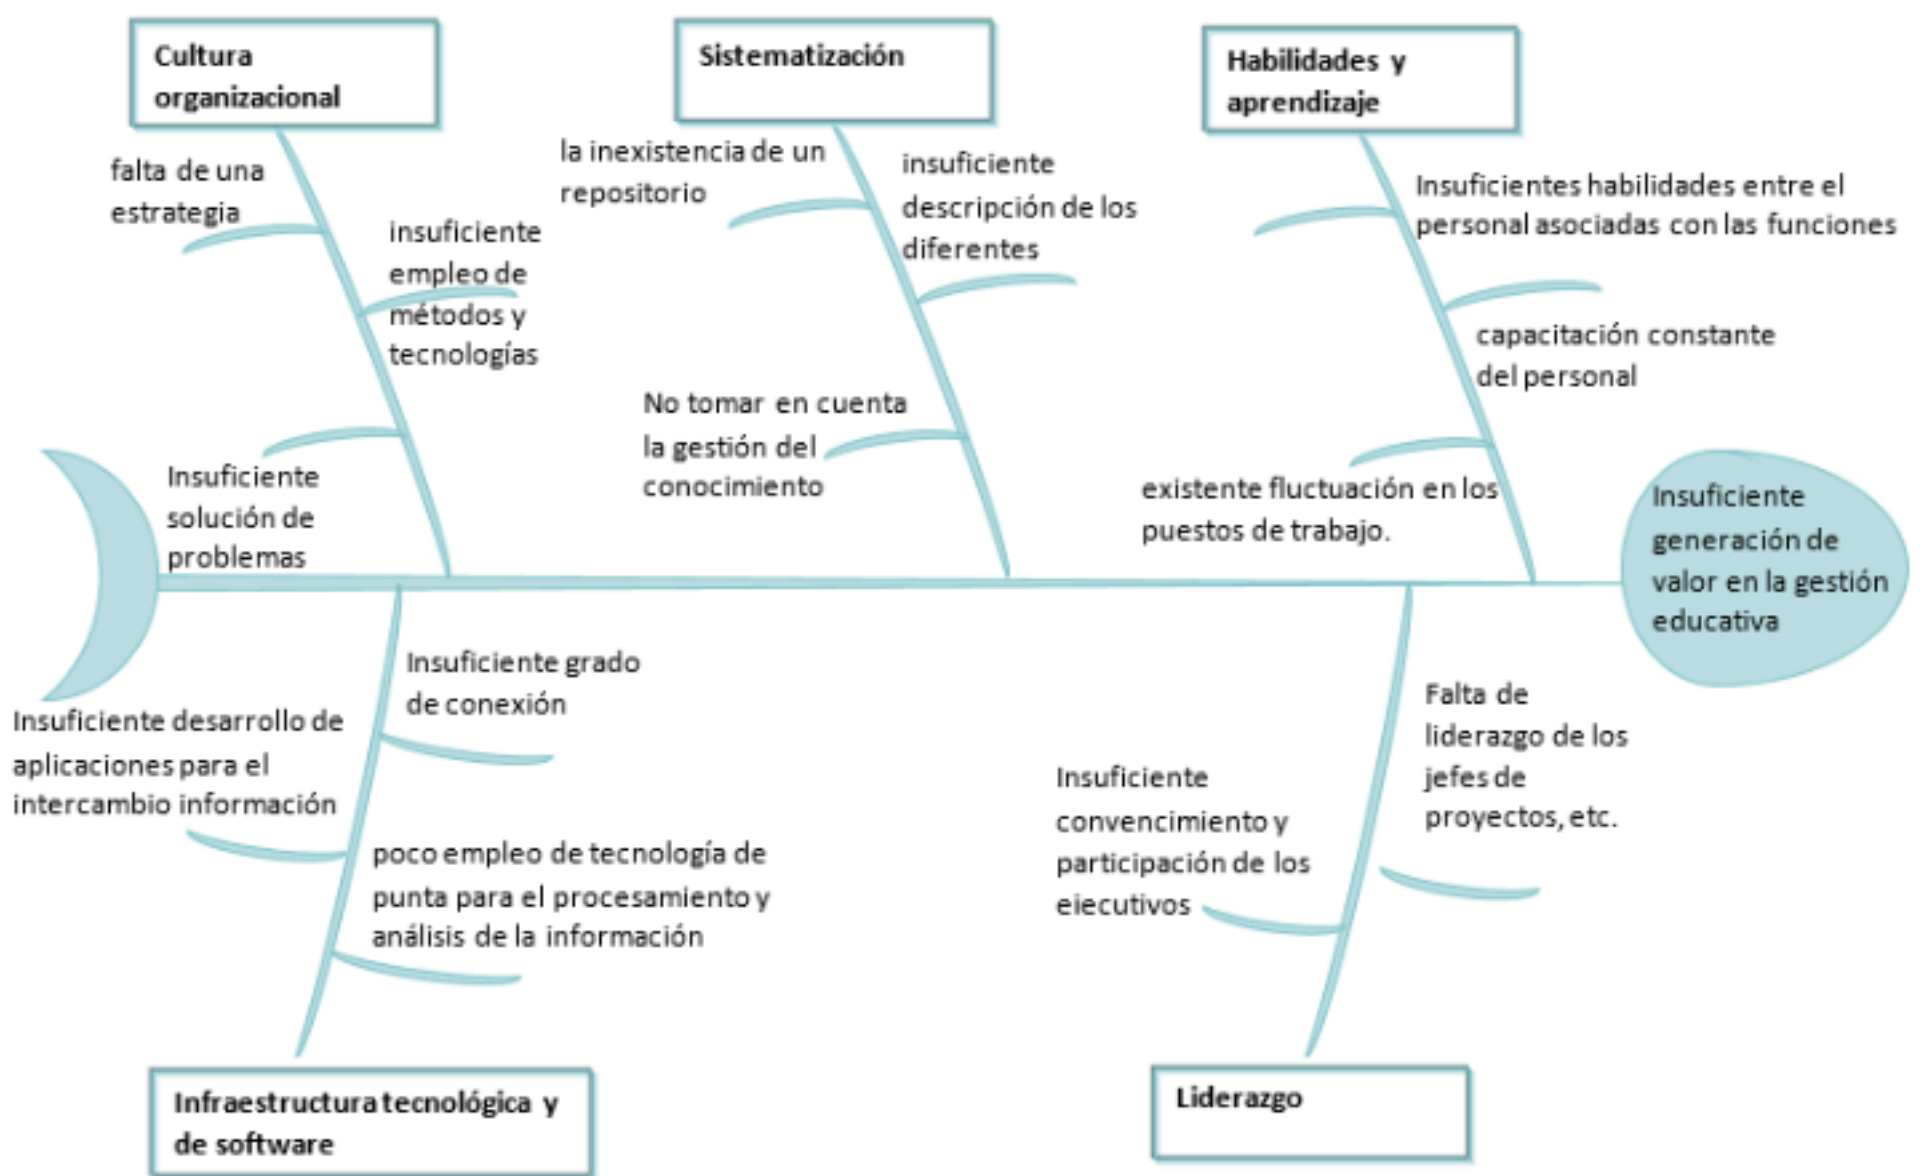 Cultura
organizacional
Sistematización
Habilidades y
aprendizaje
falta de una
estrategia
insuficiente
empleo de
métodos y
tecnologías
Insuficiente
solución de
problemas
la inexistencia de un
repositorio
insuficiente
descripción de los
diferentes
No tomar en cuenta
la gestión del
conocimiento
Insuficientes habilidades entre el
personal asociadas con las funciones
capacitación constante
del personal
existente fluctuación en los
puestos de trabajo.
Insuficiente
generación de
valor en la gestión
educativa
Insuficiente grado
de conexión
Insuficiente desarrollo de
aplicaciones para el
intercambio información
poco empleo de tecnología de
punta para el procesamiento y
análisis de la información
Falta de
liderazgo de los
jefes de
proyectos, etc.
Insuficiente
convencimiento y
participación de los
eiecutivos
Infraestructura tecnológica y
de software
Liderazgo